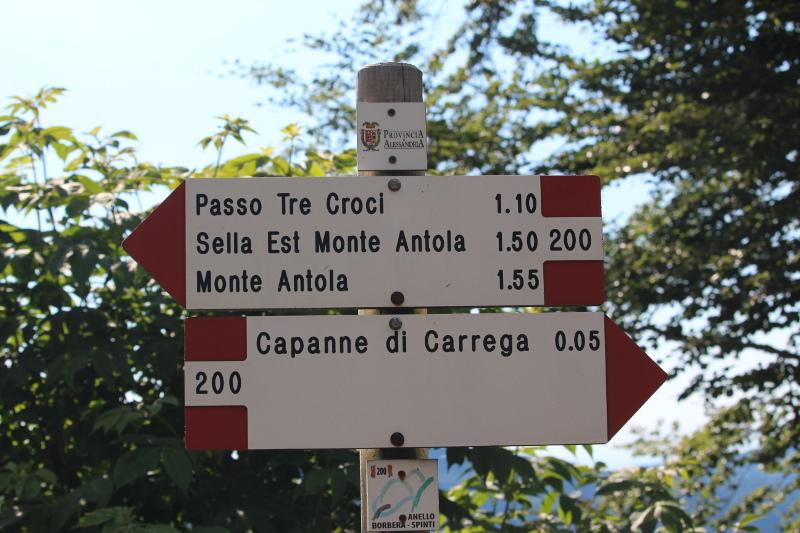 PROVINCIA
DI
ALESSANDRIA
Passo Tre Croci 1.10
Sella Est Monte Antola 1.50 200
Monte Antola 1.55
Capanne di Carrega 0.05
200
200
ANELLO
BORBERA - SPINTI